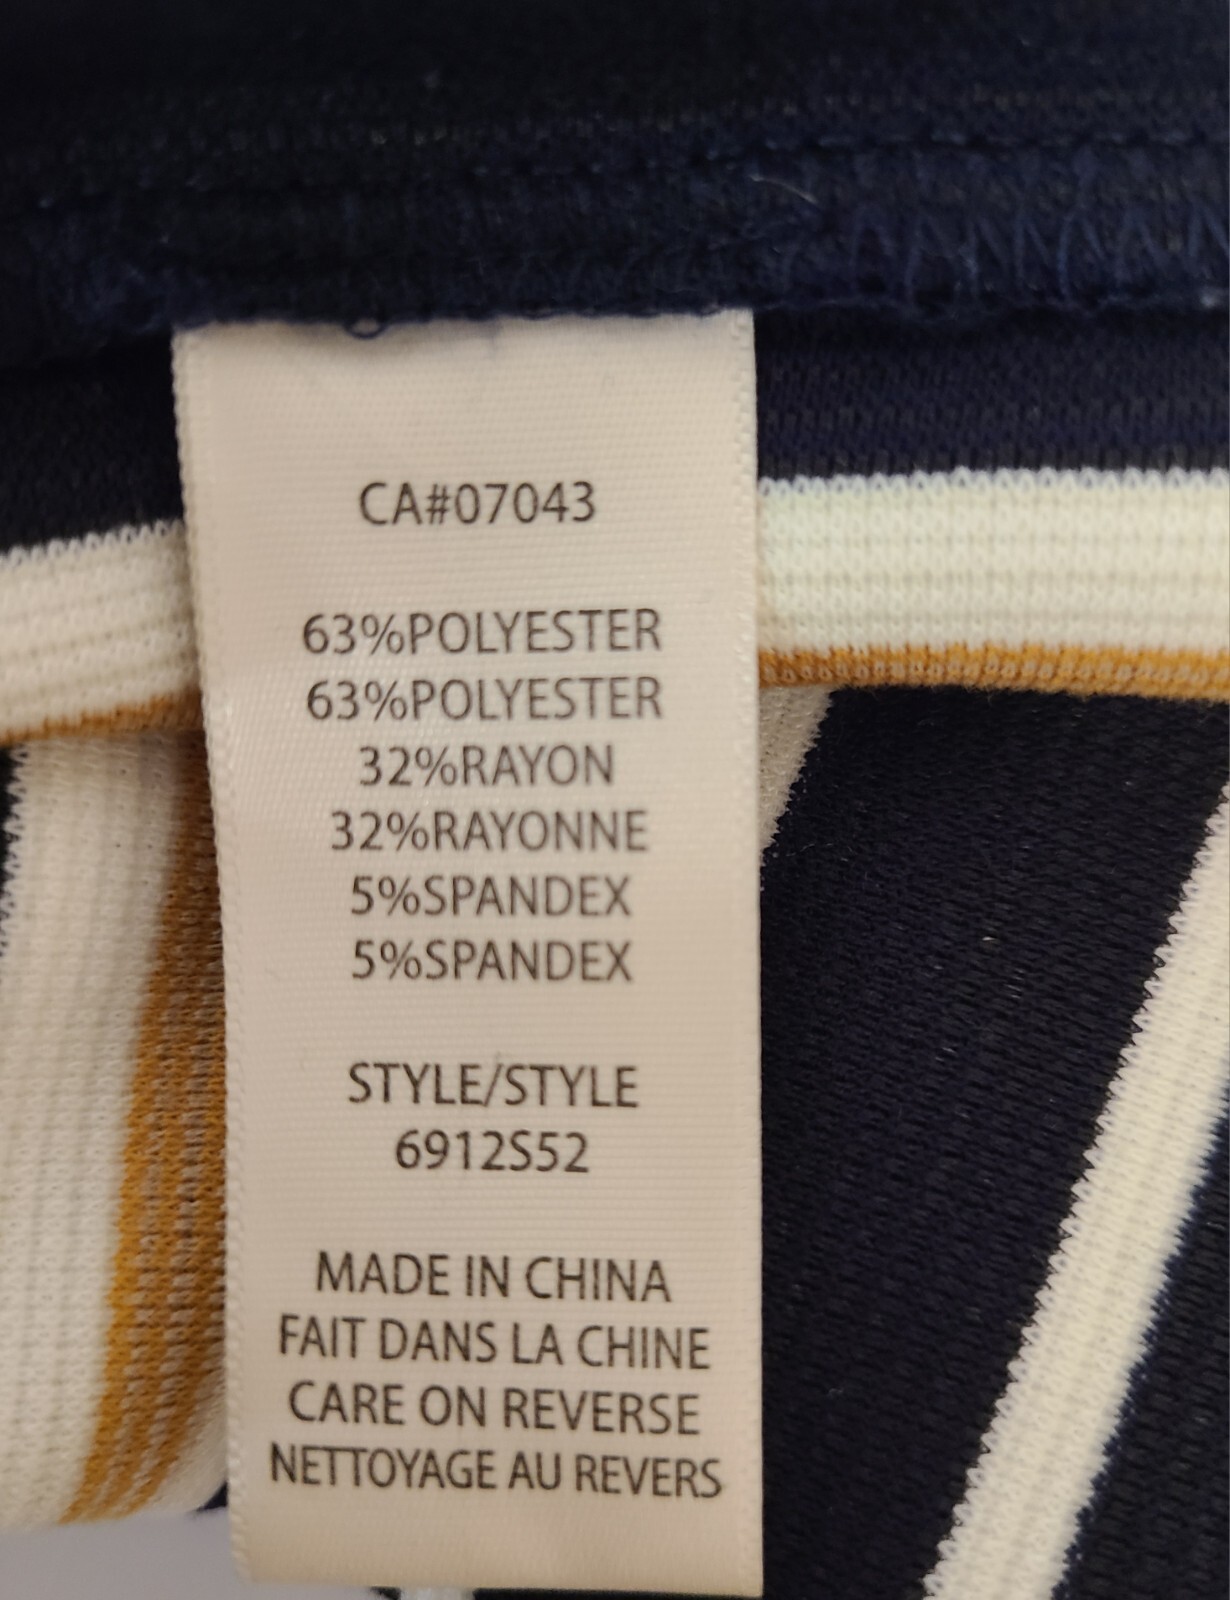 CA#07043
63%POLYESTER
63%POLYESTER
32%RAYON
32%RAYONNE
5%SPANDEX
5%SPANDEX
STYLE/STYLE
6912S52
MADE IN CHINA
FAIT DANS LA CHINE
CARE ON REVERSE
NETTOYAGE AU REVERS